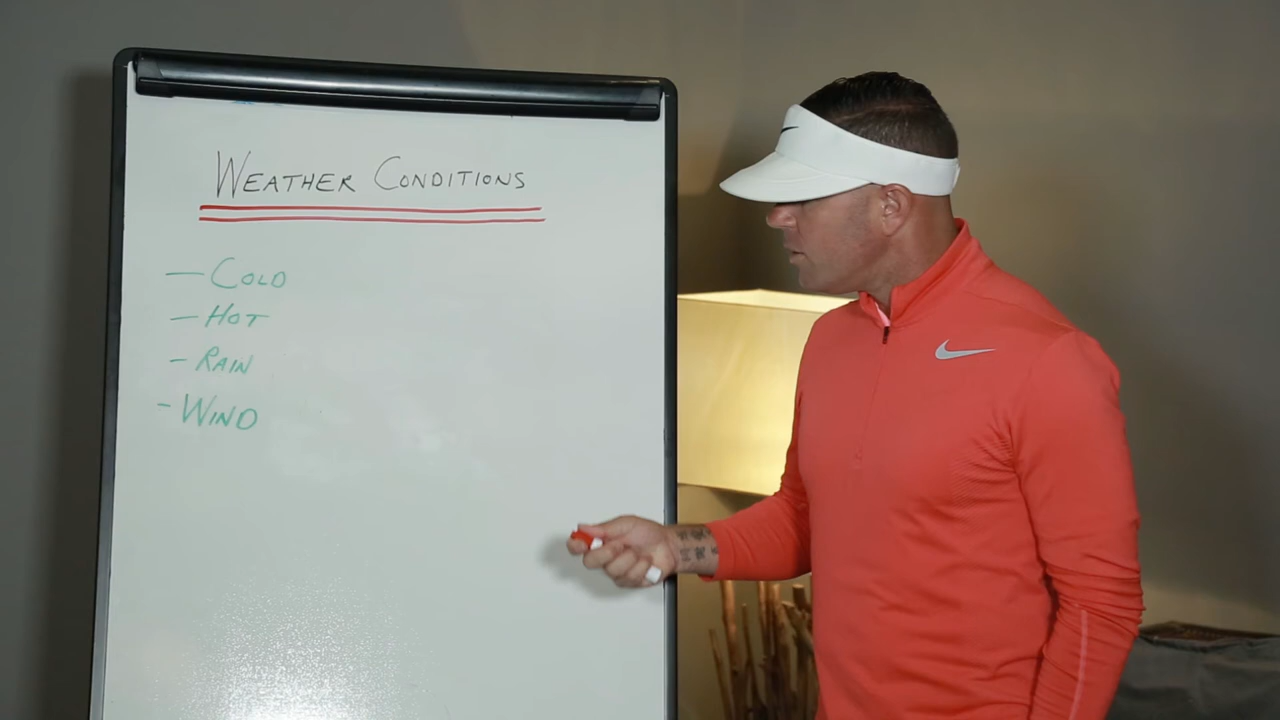 WEATHER CONDITIONS
— COLD
— HOT
- RAIN
- WIND